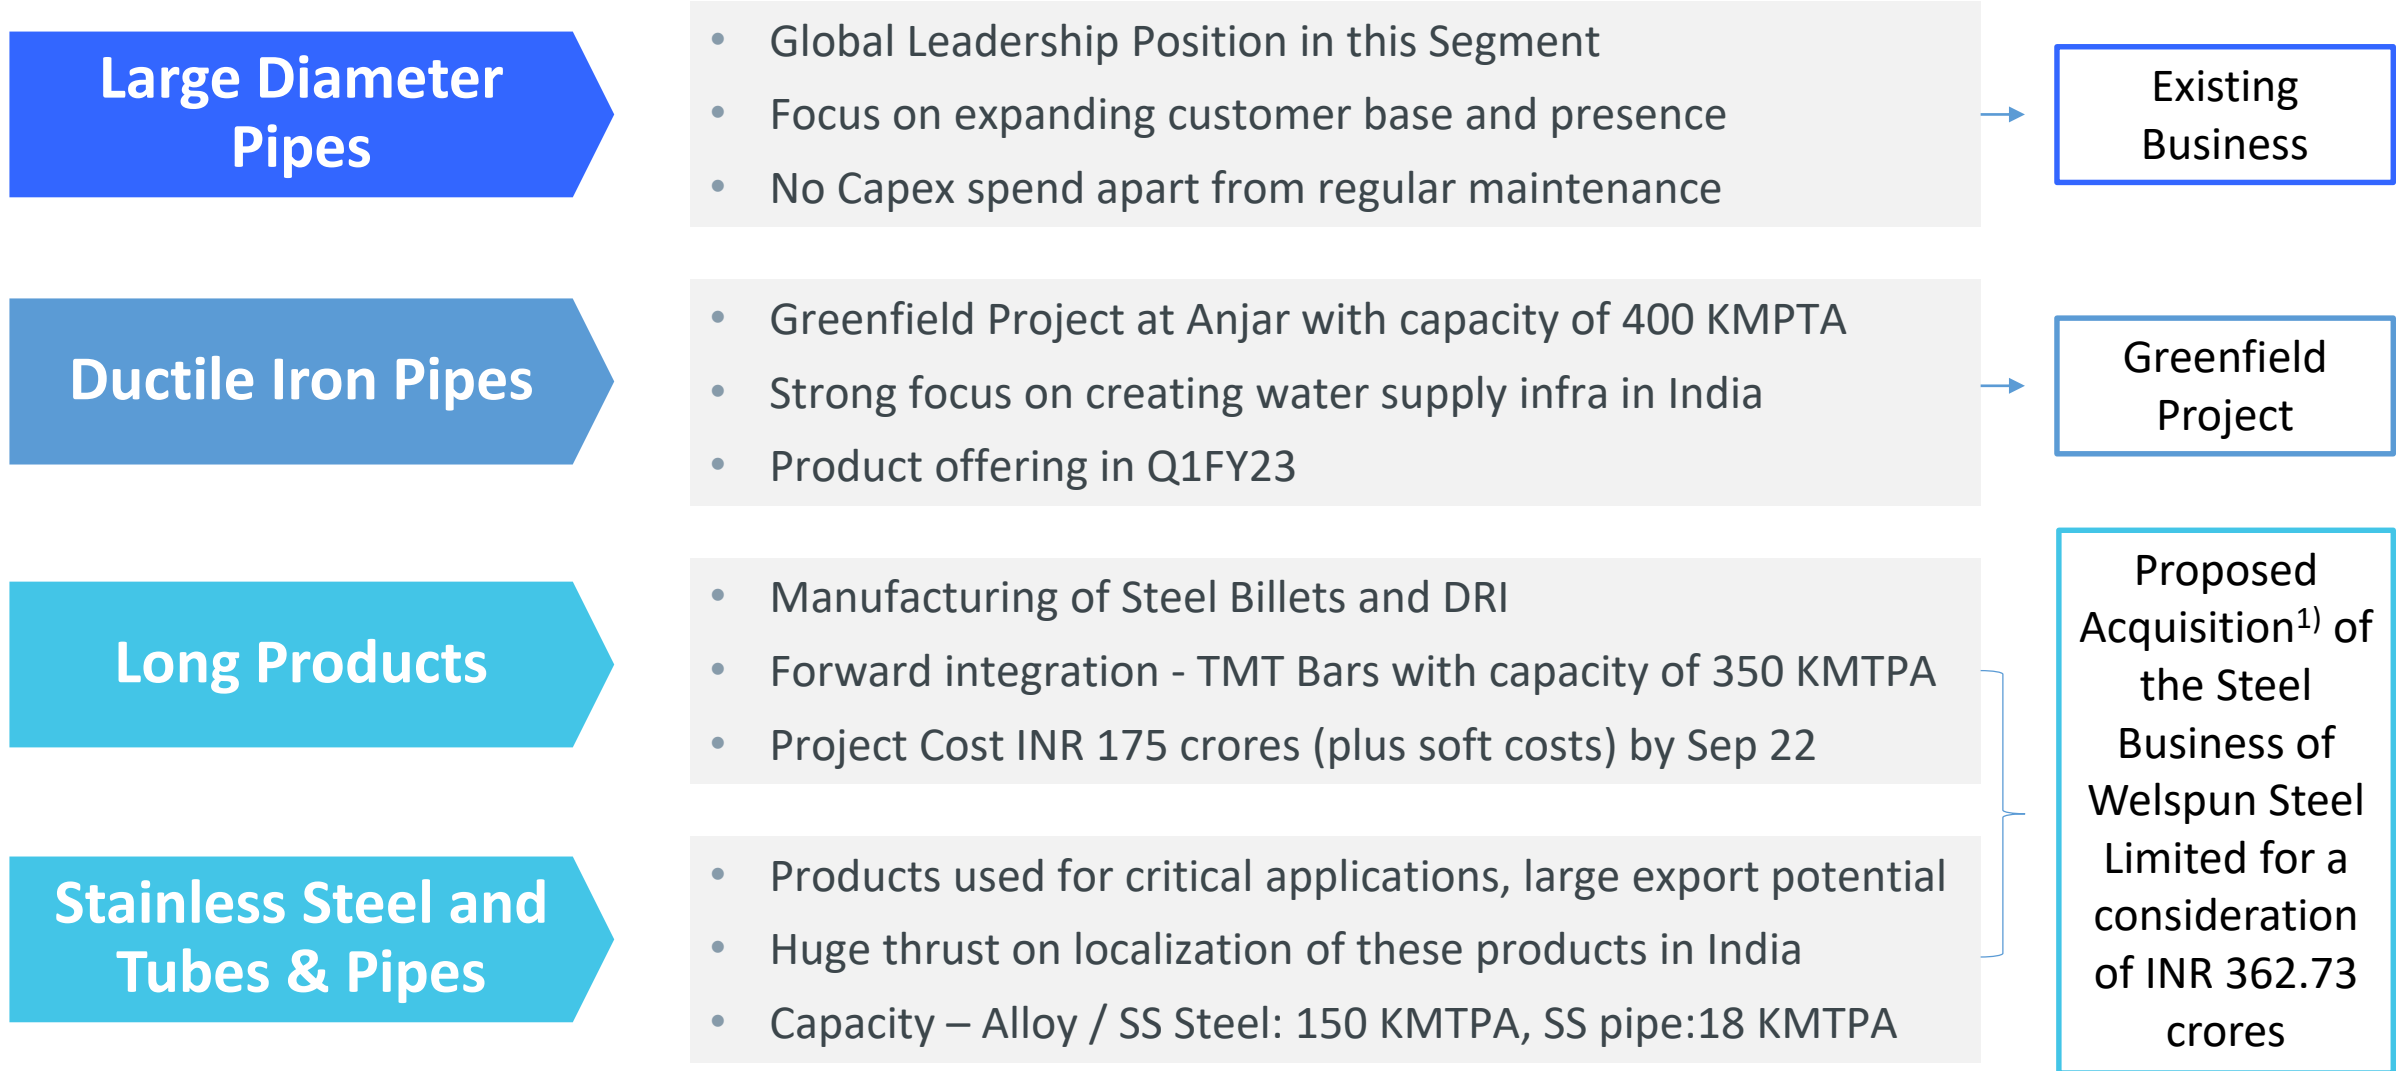 Large Diameter
Pipes
• Global Leadership Position in this Segment
• Focus on expanding customer base and presence
• No Capex spend apart from regular maintenance
Existing
Business
Ductile Iron Pipes
• Greenfield Project at Anjar with capacity of 400 KMPTA
• Strong focus on creating water supply infra in India
• Product offering in Q1FY23
Greenfield
Project
Long Products
• Manufacturing of Steel Billets and DRI
• Forward integration - TMT Bars with capacity of 350 KMTPA
• Project Cost INR 175 crores (plus soft costs) by Sep 22
Stainless Steel and
Tubes & Pipes
• Products used for critical applications, large export potential
• Huge thrust on localization of these products in India
• Capacity – Alloy / SS Steel: 150 KMTPA, SS pipe:18 KMTPA
Proposed
Acquisition1) of
the Steel
Business of
Welspun Steel
Limited for a
consideration
of INR 362.73
crores